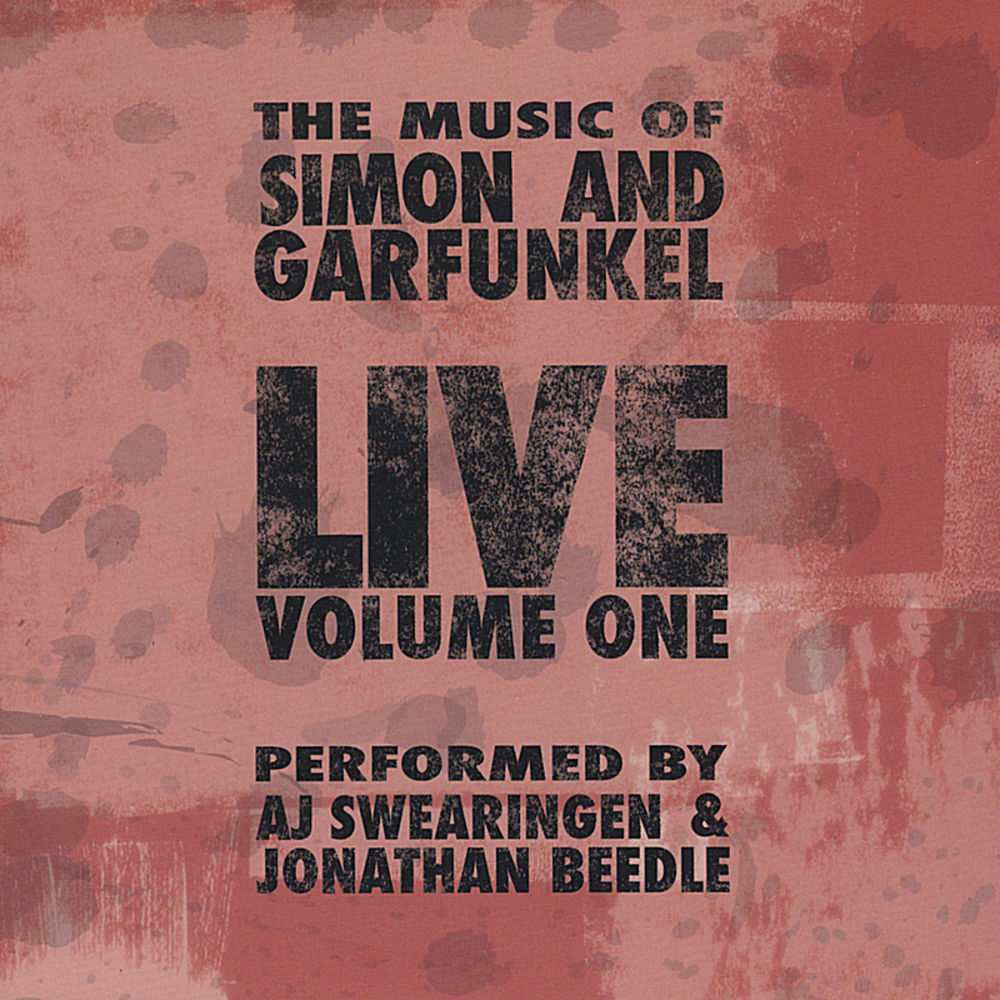 THE MUSIC OF
SIMON AND
GARFUNKEL
LIVE
VOLUME ONE
PERFORMED BY
AJ SWEARINGEN &
JONATHAN BEEDLE